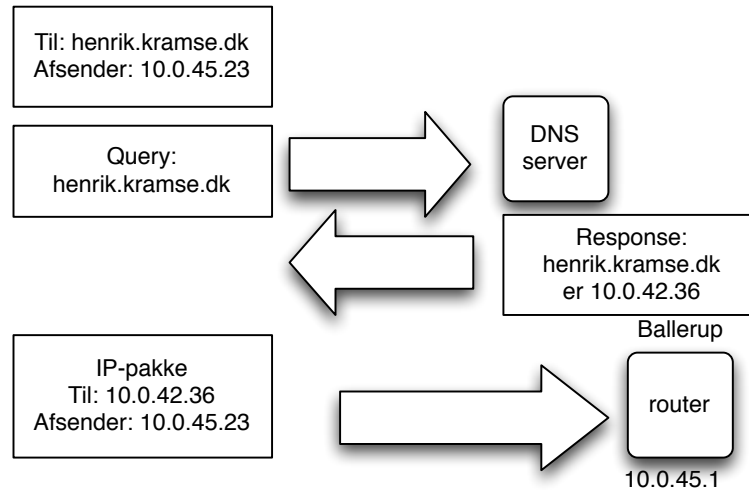 Til: henrik.kramse.dk
Afsender: 10.0.45.23
Query:
henrik.kramse.dk
DNS
server
Response:
henrik.kramse.dk
er 10.0.42.36
IP-pakke
Til: 10.0.42.36
Afsender: 10.0.45.23
Ballerup
router
10.0.45.1